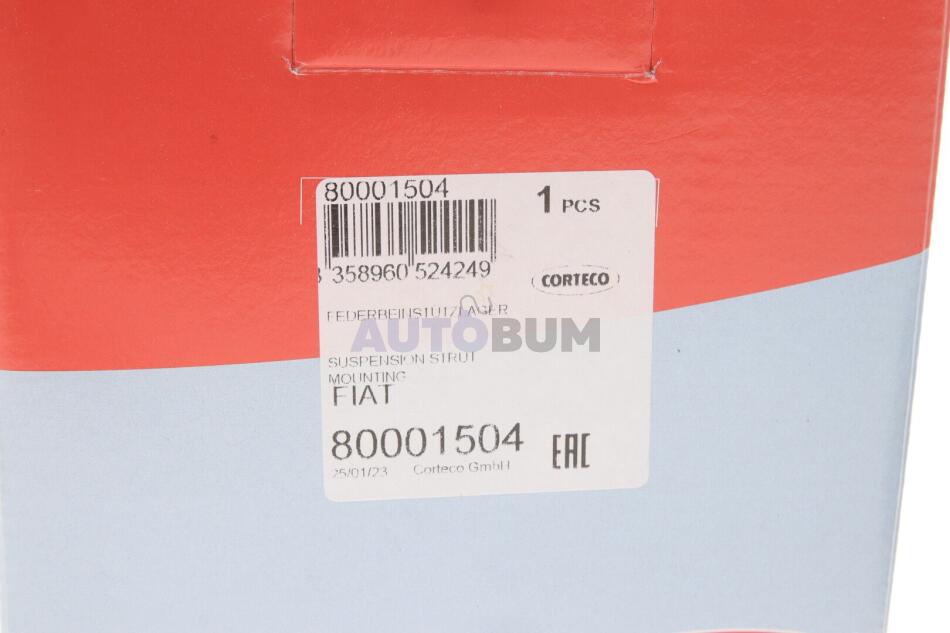 80001504
1 PCS
3 358960 524249
CORTECO
FEDERBEINSTÜTZLAGER
AUTOBUM
SUSPENSION STRUT
MOUNTING
FIAT
80001504
25/01/23 Corteco GmbH
EAC